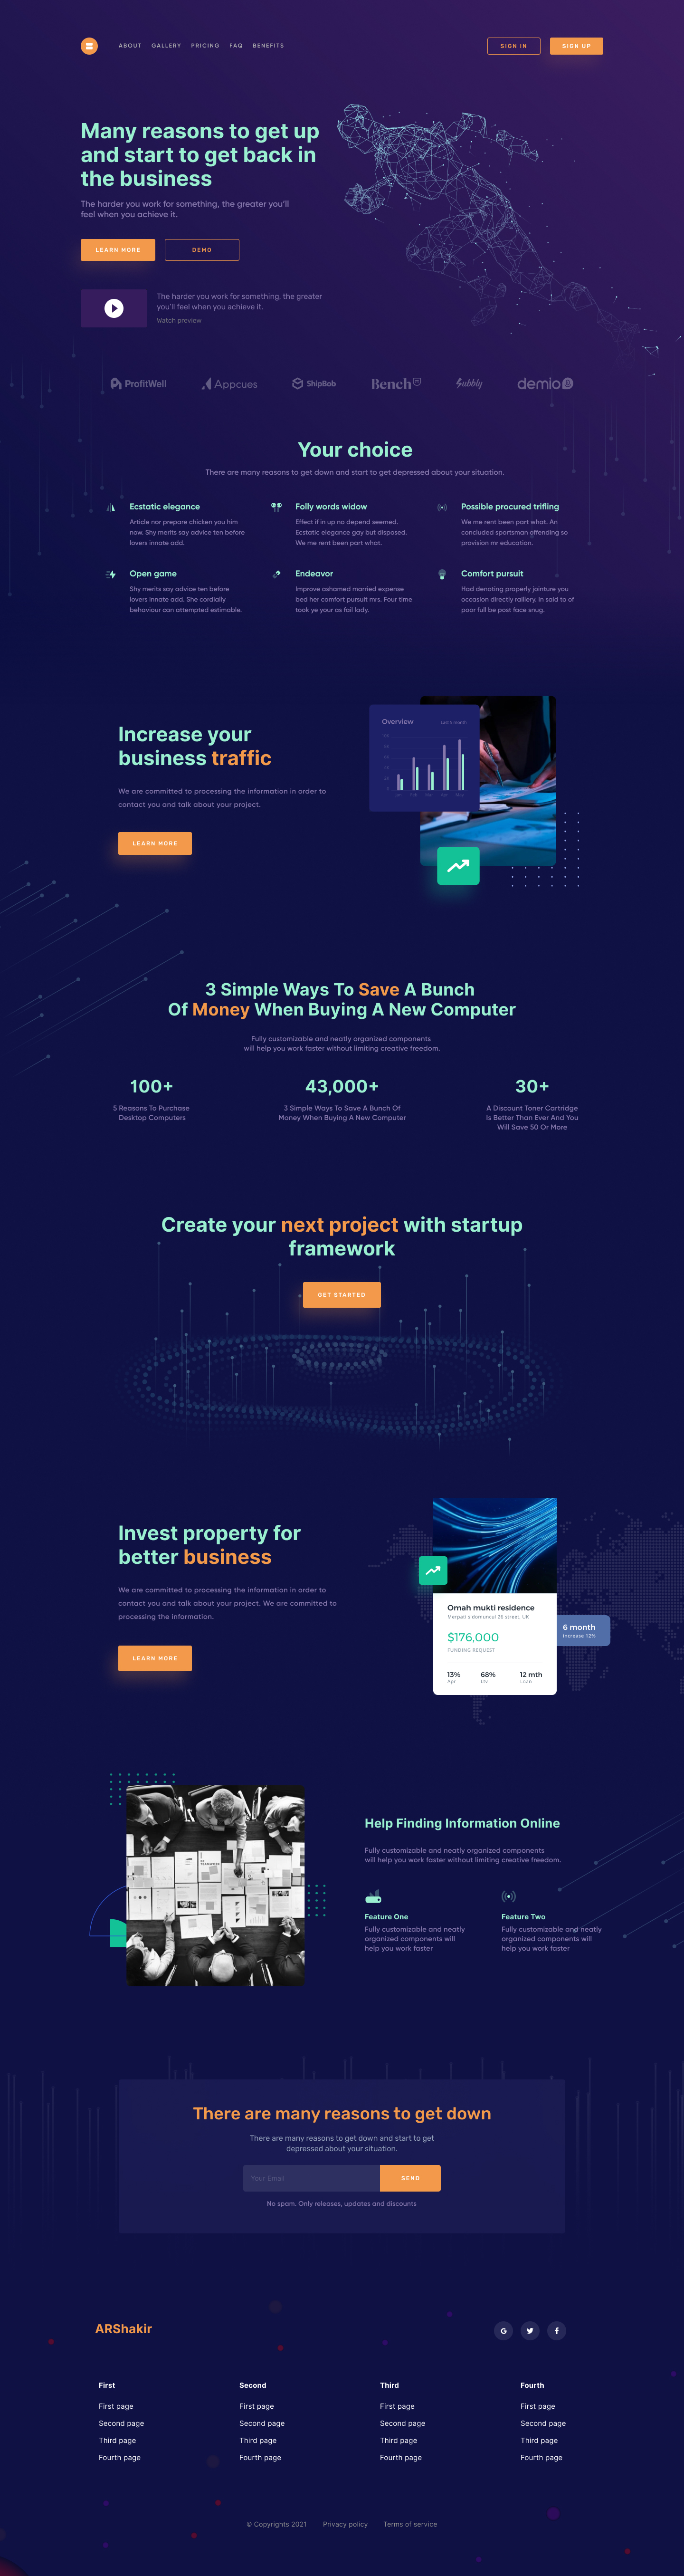 ABOUT GALLERY PRICING FAQ BENEFITS SIGN IN SIGN UP
Many reasons to get up
and start to get back in
the business
The harder you work for something, the greater you'll
feel when you achieve it.
LEARN MORE DEMO
The harder you work for something, the greater
you'll feel when you achieve it.
Watch preview
ProfitWell Appcues ShipBob Bench Subbly demio
Your choice
There are many reasons to get down and start to get depressed about your situation.
Ecstatic elegance
Article nor prepare chicken you him
now. Shy merits say advice ten before
lovers innate add.
Folly words widow
Effect if in up no depend seemed.
Ecstatic elegance gay but disposed.
We me rent been part what.
Possible procured trifling
We me rent been part what. An
concluded sportsman offending so
provision mr education.
Open game
Shy merits say advice ten before
lovers innate add. She cordially
behaviour can attempted estimable.
Endeavor
Improve ashamed married expense
bed her comfort pursuit mrs. Four time
took ye your as fail lady.
Comfort pursuit
Had denoting properly jointure you
occasion directly raillery. In said to of
poor full be post face snug.
Increase your
business traffic
We are committed to processing the information in order to
contact you and talk about your project.
LEARN MORE
Overview
3 Simple Ways To Save A Bunch
Of Money When Buying A New Computer
Fully customizable and neatly organized components
will help you work faster without limiting creative freedom.
100+
5 Reasons To Purchase
Desktop Computers
43,000+
3 Simple Ways To Save A Bunch Of
Money When Buying A New Computer
30+
A Discount Toner Cartridge
Is Better Than Ever And You
Will Save 50 Or More
Create your next project with startup
framework
GET STARTED
Invest property for
better business
We are committed to processing the information in order to
contact you and talk about your project. We are committed to
processing the information.
LEARN MORE
Omah mukti residence
Merpati sidomuncul 26 street, UK
$176,000
FUNDING REQUEST
13% 68% 12 mth
Apr Ltv Loan
6 month
Increase 12%
Help Finding Information Online
Fully customizable and neatly organized components
will help you work faster without limiting creative freedom.
Feature One
Fully customizable and neatly
organized components will
help you work faster
Feature Two
Fully customizable and neatly
organized components will
help you work faster
There are many reasons to get down
There are many reasons to get down and start to get
depressed about your situation.
Your Email SEND
No spam. Only releases, updates and discounts
ARShakir
First Second Third Fourth
First page First page First page First page
Second page Second page Second page Second page
Third page Third page Third page Third page
Fourth page Fourth page Fourth page Fourth page
© Copyrights 2021 Privacy policy Terms of service